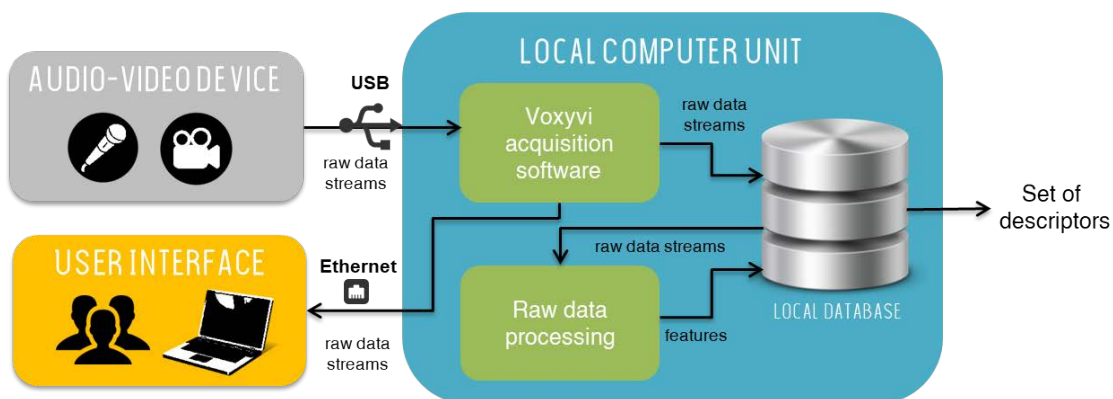 LOCAL COMPUTER UNIT
AUDIO-VIDEO DEVICE
USB
raw data
streams
Voxyvi
acquisition
software
raw data
streams
Set of
descriptors
USER INTERFACE
Ethernet
raw data
streams
raw data streams
Raw data
processing
features
LOCAL DATABASE